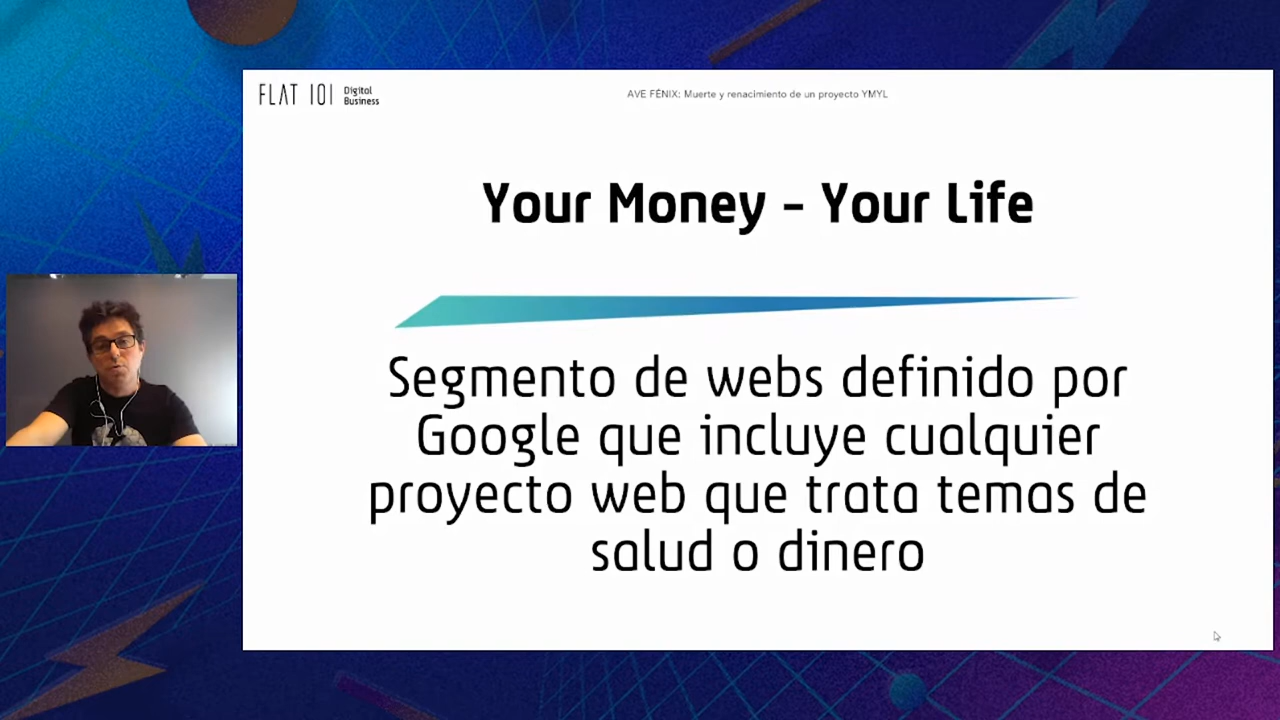 FLAT 101 Digital Business
AVE FÉNIX: Muerte y renacimiento de un proyecto YMYL
Your Money - Your Life
Segmento de webs definido por
Google que incluye cualquier
proyecto web que trata temas de
salud o dinero